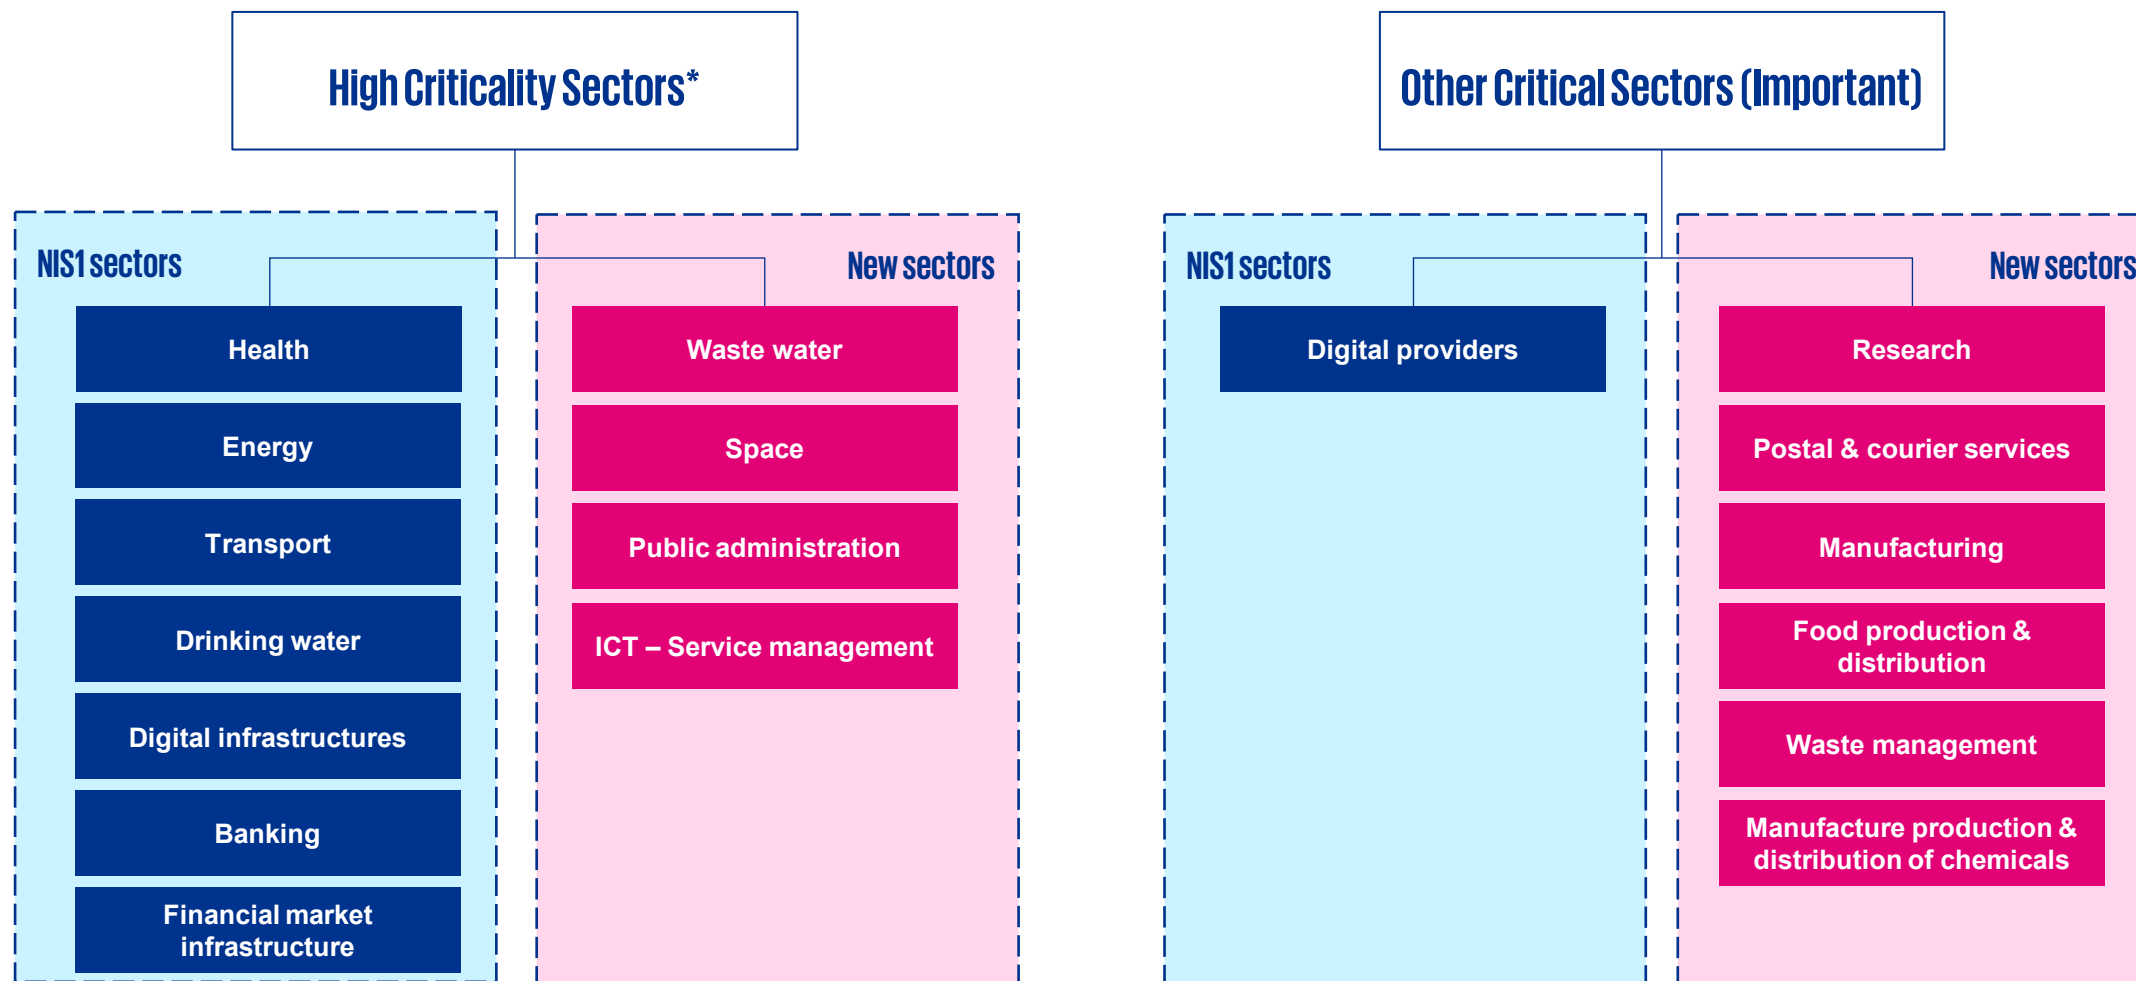 High Criticality Sectors*
NIS1 sectors
Health
Energy
Transport
Drinking water
Digital infrastructures
Banking
Financial market
infrastructure
New sectors
Waste water
Space
Public administration
ICT – Service management
Other Critical Sectors (Important)
NIS1 sectors
Digital providers
New sectors
Research
Postal & courier services
Manufacturing
Food production &
distribution
Waste management
Manufacture production &
distribution of chemicals